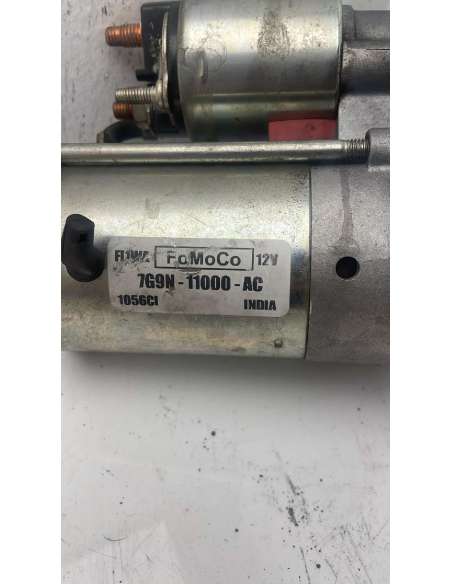 FoMoCo 12V
7G9N-11000-AC
1056CI INDIA